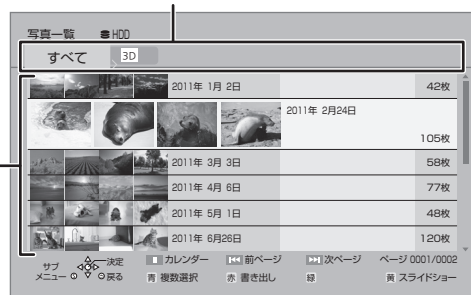 写真一覧 HDD
すべて 3D
2011年 1月 2日 42枚
2011年 2月24日
105枚
2011年 3月 3日 58枚
2011年 4月 6日 77枚
2011年 5月 1日 48枚
2011年 6月26日 120枚
サブメニュー 決定 戻る
カレンダー 前ページ 次ページ ページ 0001/0002
青 複数選択 赤 書き出し 緑 黄 スライドショー